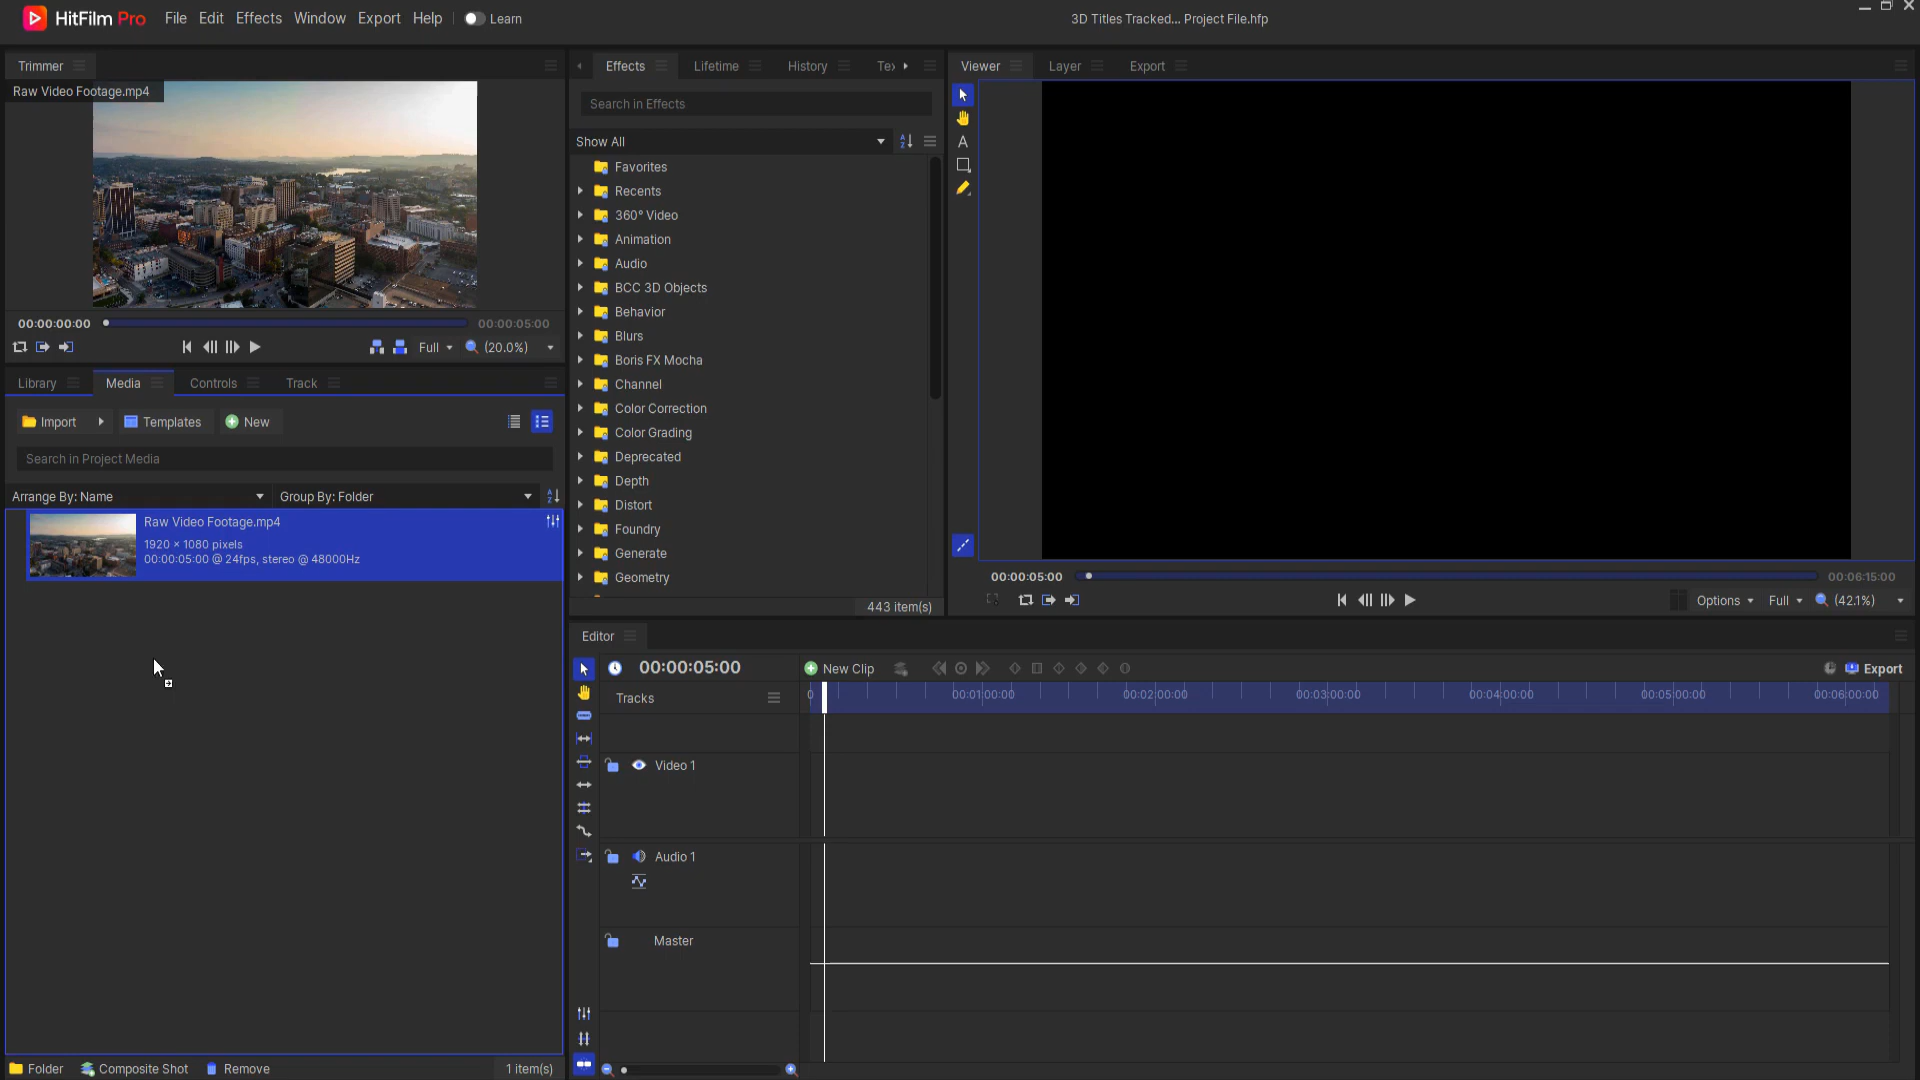 HitFilm Pro File Edit Effects Window Export Help Learn 3D Titles Tracked... Project File.hfp
Trimmer
Raw Video Footage.mp4
00:00:00:00 00:00:05:00
Full (20.0%)
Library Media Controls Track
Import Templates New
Search in Project Media
Arrange By: Name Group By: Folder
Raw Video Footage.mp4
1920 × 1080 pixels
00:00:05:00 @ 24fps, stereo @ 48000Hz
Folder Composite Shot Remove 1 item(s)
Effects Lifetime History Te
Search in Effects
Show All
Favorites
Recents
360° Video
Animation
Audio
BCC 3D Objects
Behavior
Blurs
Boris FX Mocha
Channel
Color Correction
Color Grading
Deprecated
Depth
Distort
Foundry
Generate
Geometry
443 item(s)
Viewer Layer Export
A
00:00:05:00 00:06:15:00
Options Full (42.1%)
Editor
00:00:05:00 New Clip Export
Tracks 0 00:01:00:00 00:02:00:00 00:03:00:00 00:04:00:00 00:05:00:00 00:06:00:00
Video 1
Audio 1
Master